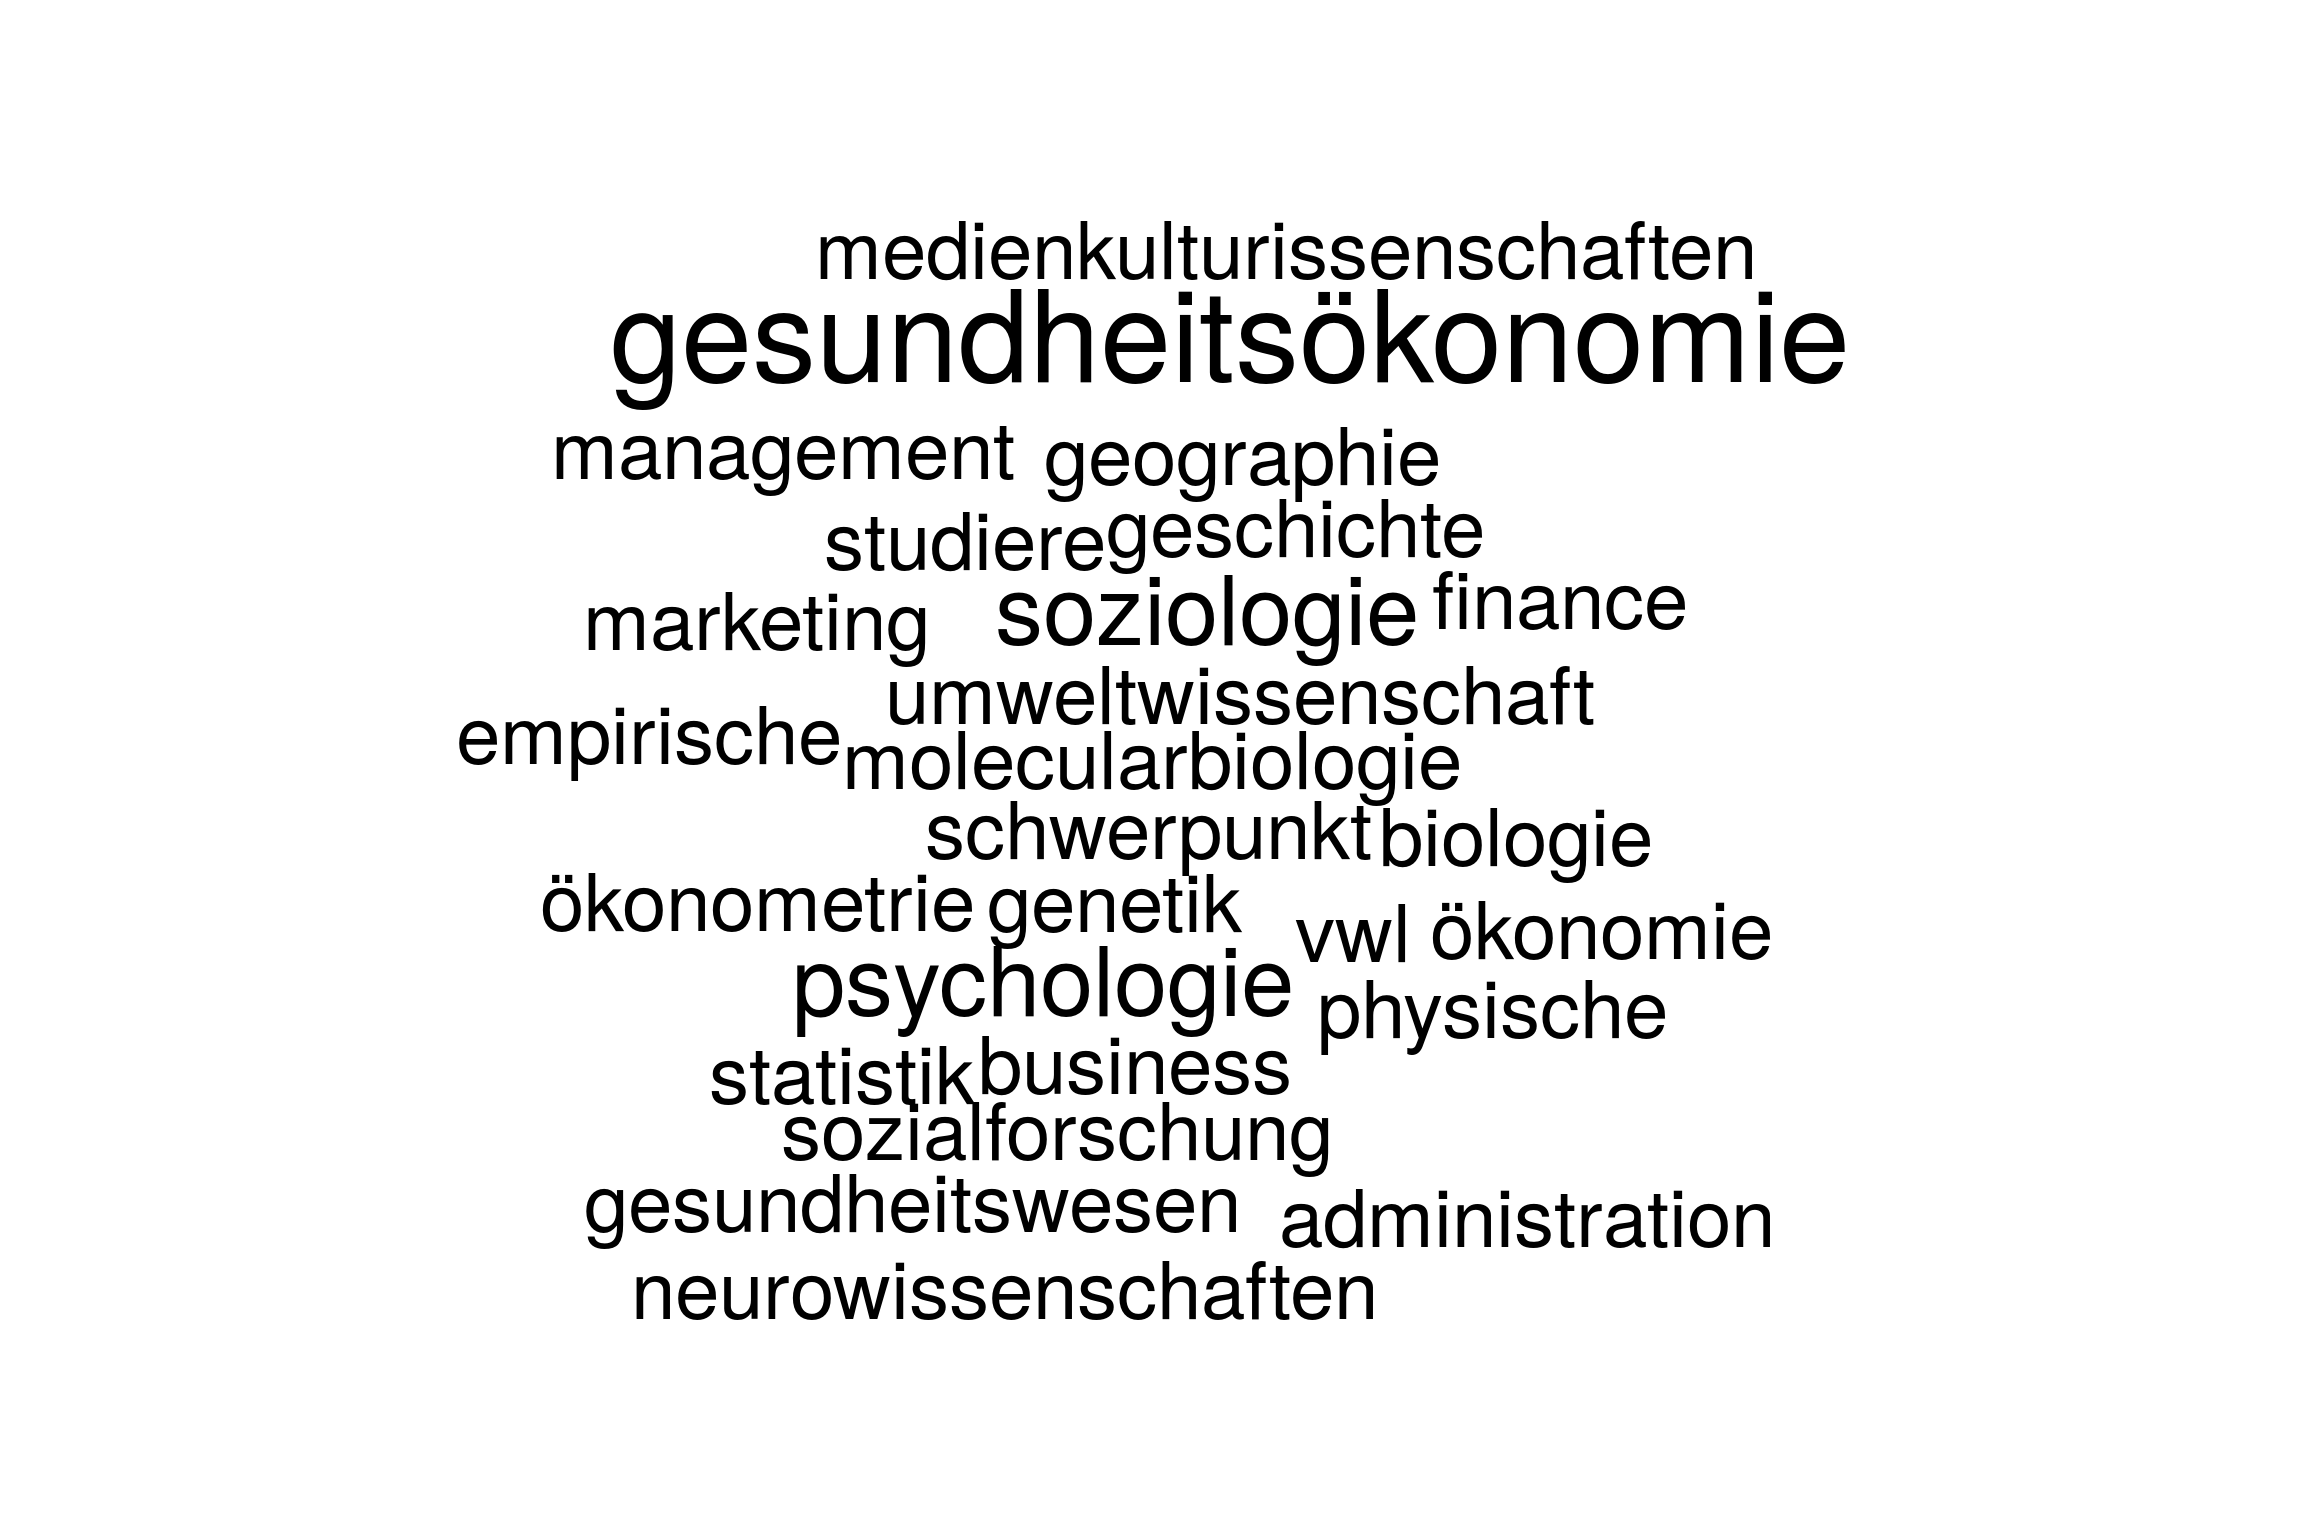 medienkulturissenschaften
gesundheitsökonomie
management geographie
studiere geschichte
marketing soziologie finance
umweltwissenschaft
empirische molecularbiologie
schwerpunkt biologie
ökonometrie genetik vwl ökonomie
psychologie physische
statistik business
sozialforschung
gesundheitswesen administration
neurowissenschaften